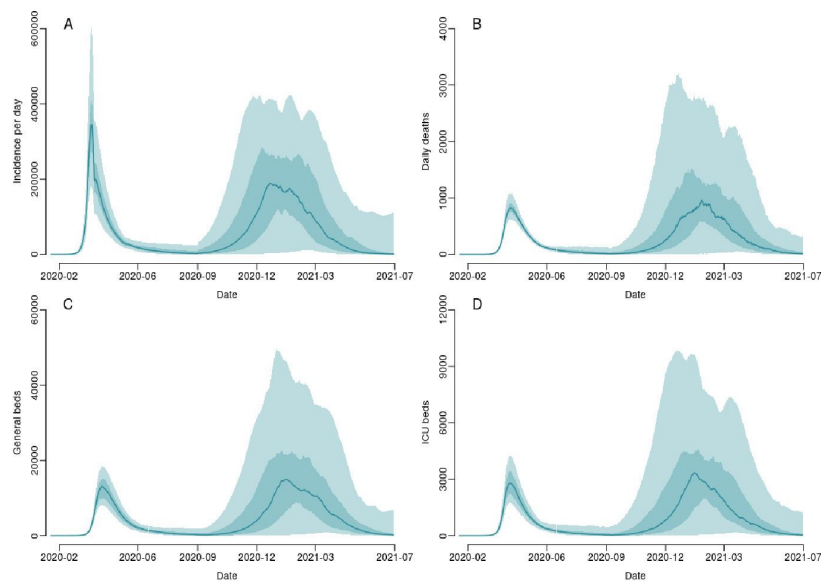 A
Incidence per day
600000
400000
200000
0
2020-02 2020-06 2020-09 2020-12 2021-03 2021-07
Date
B
Daily deaths
4000
3000
2000
1000
0
2020-02 2020-06 2020-09 2020-12 2021-03 2021-07
Date
C
General beds
60000
40000
20000
0
2020-02 2020-06 2020-09 2020-12 2021-03 2021-07
Date
D
ICU beds
12000
9000
6000
3000
0
2020-02 2020-06 2020-09 2020-12 2021-03 2021-07
Date